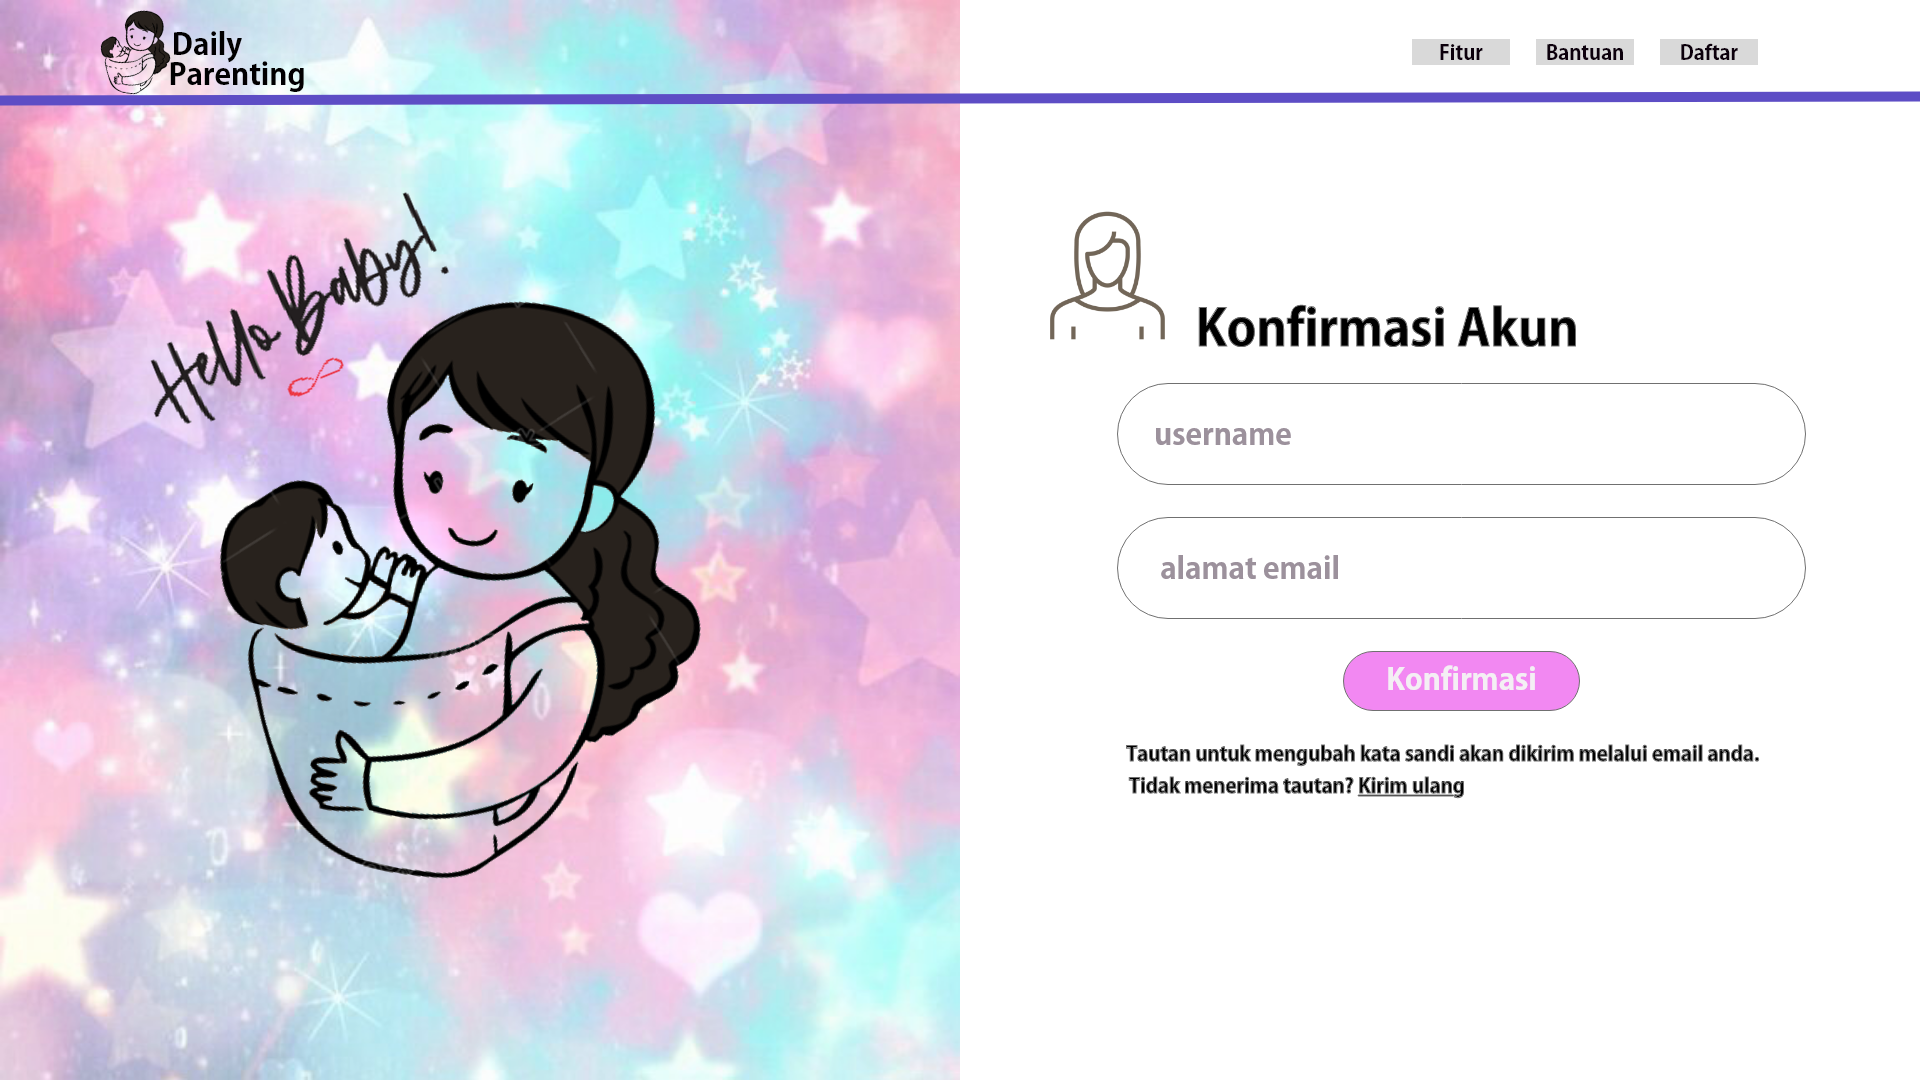 Daily
Parenting
Fitur
Bantuan
Daftar
Hello Baby!
Konfirmasi Akun
username
alamat email
Konfirmasi
Tautan untuk mengubah kata sandi akan dikirim melalui email anda.
Tidak menerima tautan? Kirim ulang